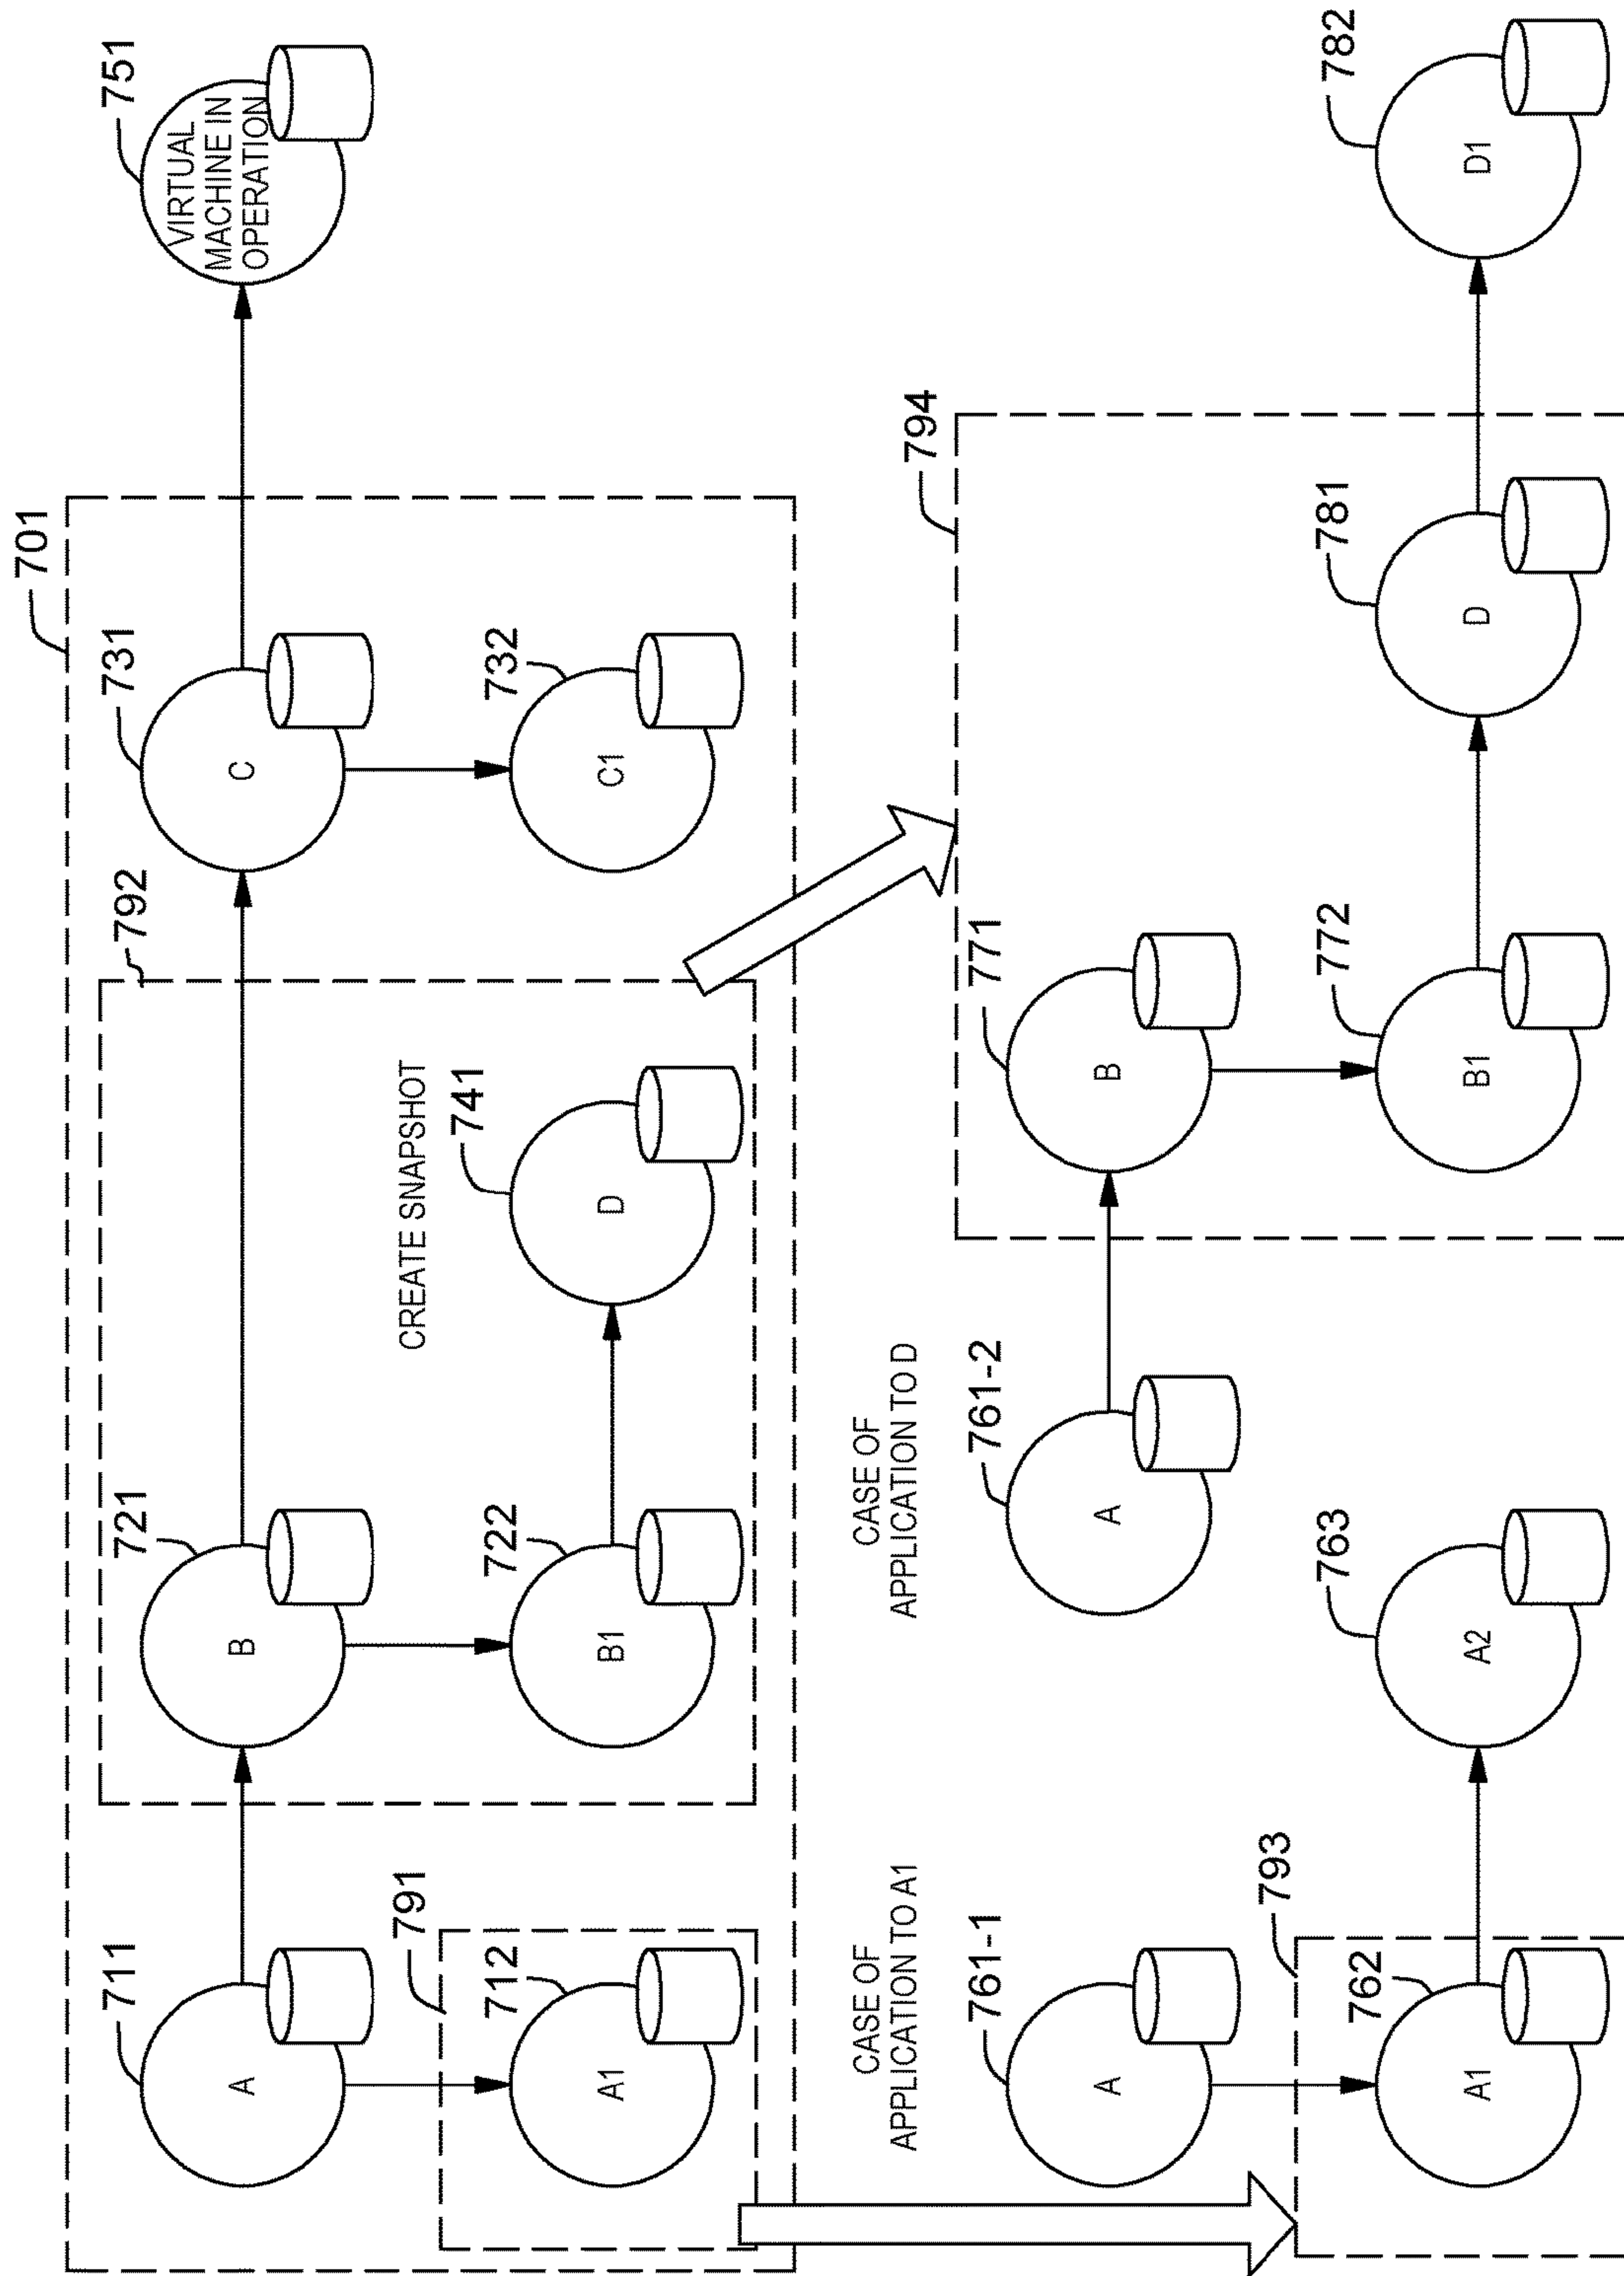 701
711
721
792
731
751
A
B
C
VIRTUAL
MACHINE IN
OPERATION
791
CREATE SNAPSHOT
712
722
741
732
A1
B1
D
C1
CASE OF
APPLICATION TO A1
CASE OF
APPLICATION TO D
794
761-1
761-2
771
A
A
B
793
762
763
772
781
782
A1
A2
B1
D
D1